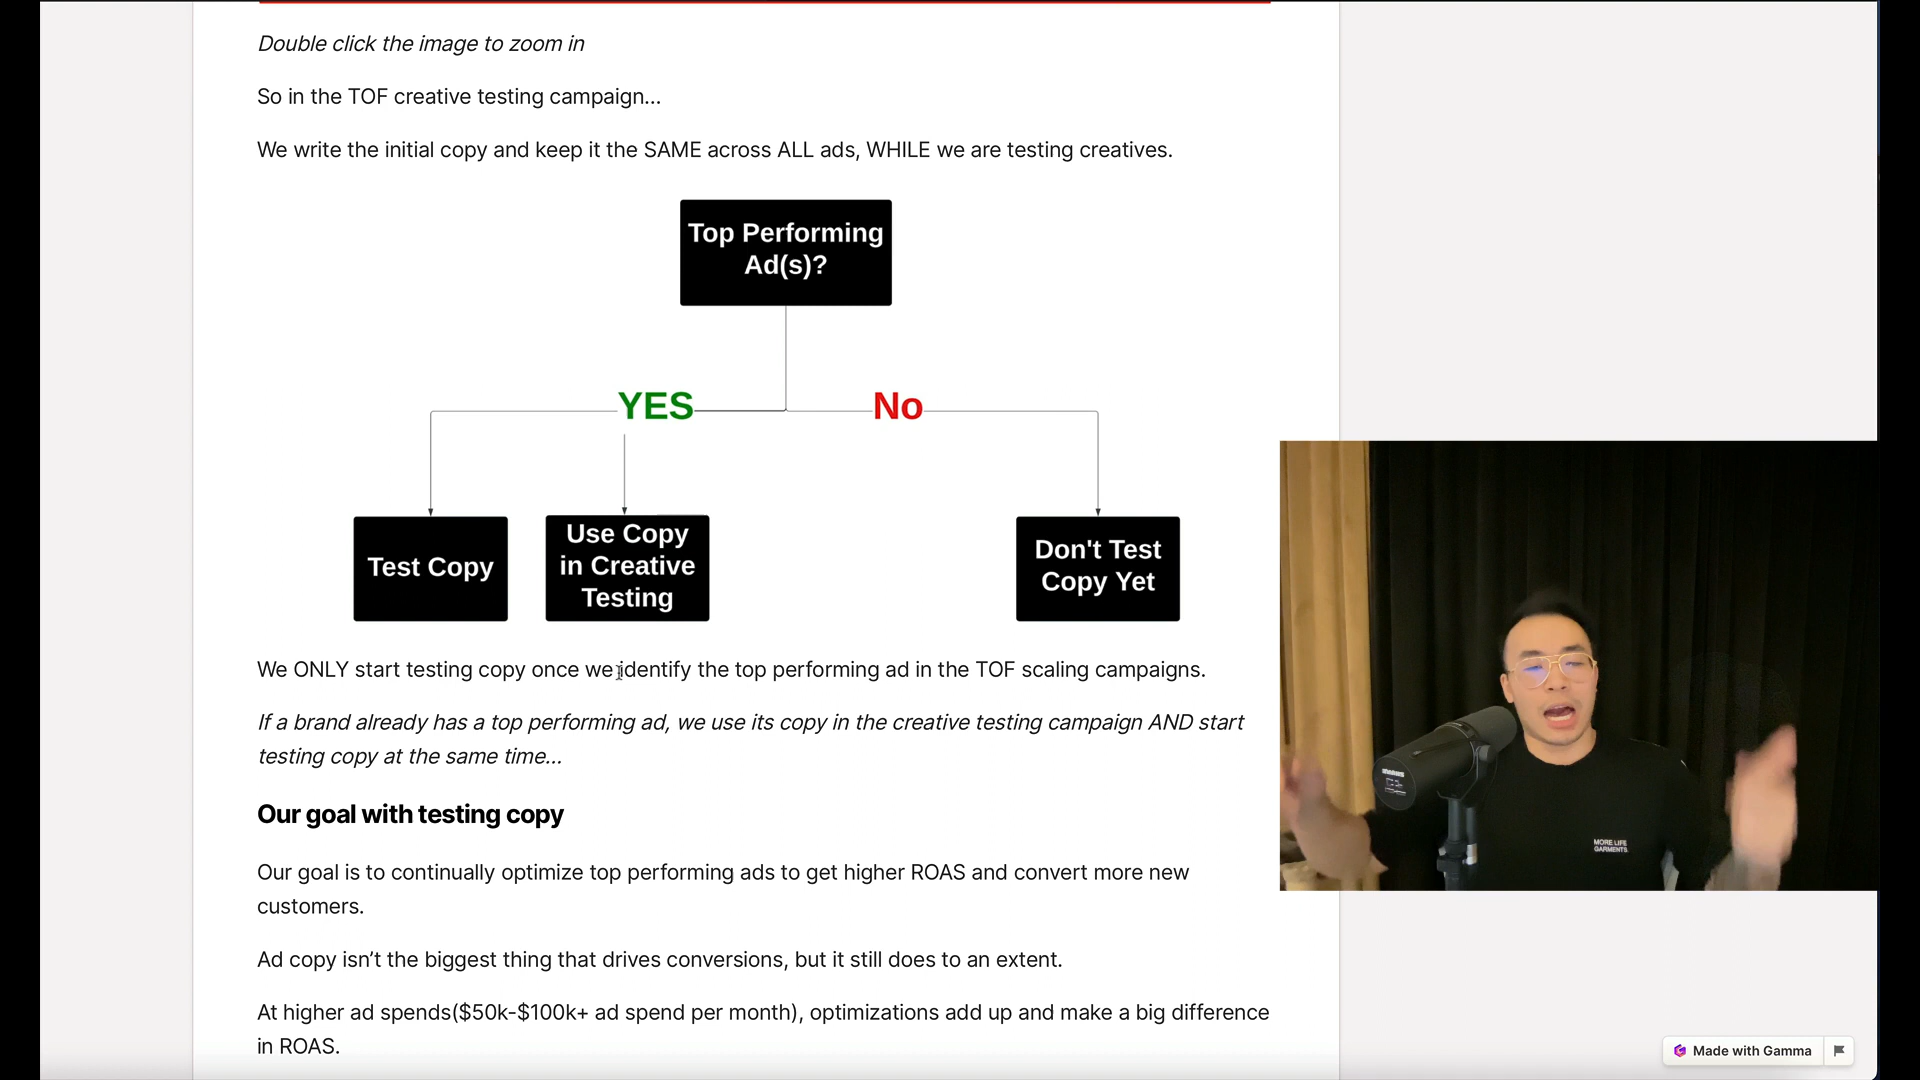 Double click the image to zoom in
So in the TOF creative testing campaign...
We write the initial copy and keep it the SAME across ALL ads, WHILE we are testing creatives.
Top Performing
Ad(s)?
YES
No
Test Copy
Use Copy
in Creative
Testing
Don't Test
Copy Yet
We ONLY start testing copy once we identify the top performing ad in the TOF scaling campaigns.
If a brand already has a top performing ad, we use its copy in the creative testing campaign AND start
testing copy at the same time...
Our goal with testing copy
Our goal is to continually optimize top performing ads to get higher ROAS and convert more new
customers.
Ad copy isn’t the biggest thing that drives conversions, but it still does to an extent.
At higher ad spends($50k-$100k+ ad spend per month), optimizations add up and make a big difference
in ROAS.
MORE LIFE
GARMENTS
Made with Gamma